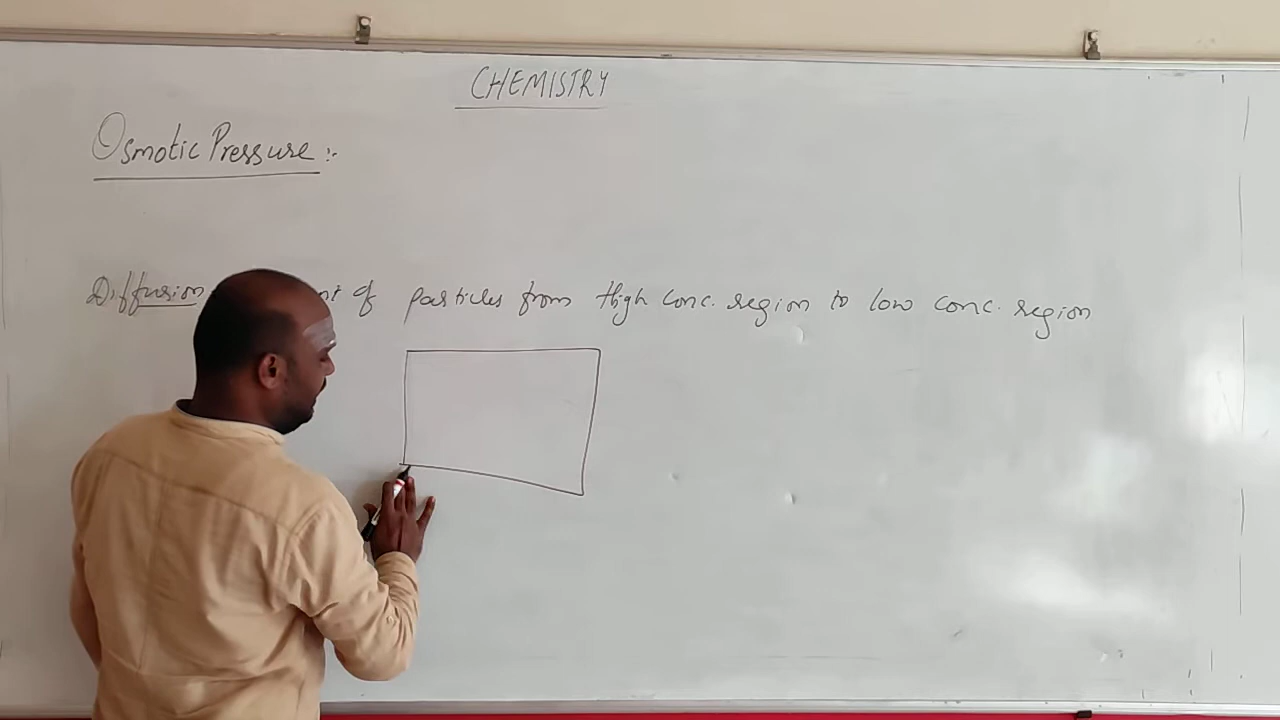 CHEMISTRY
Osmotic Pressure :-
Diffusion of particles from High conc. region to low conc. region